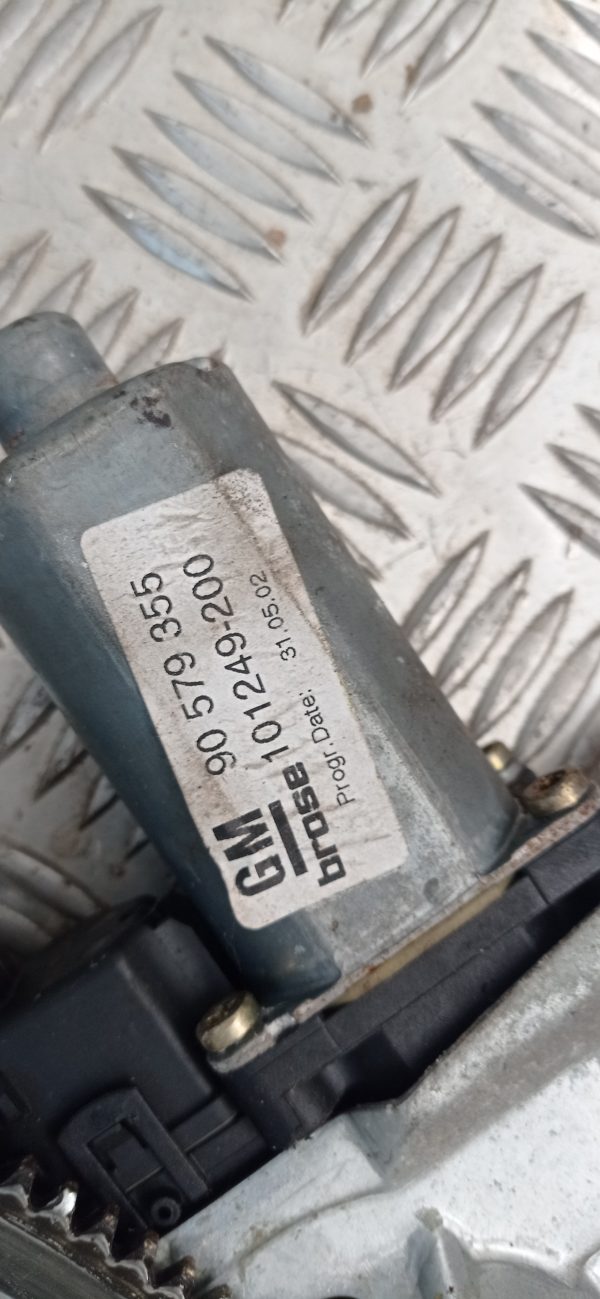 GM 90 579 355
brose 101249-200
Progr. Date: 31.05.02